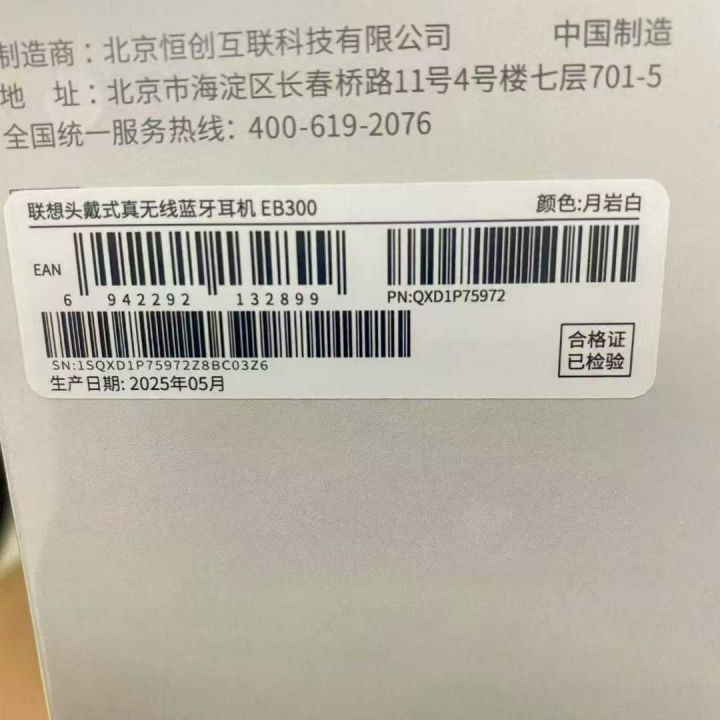 制造商：北京恒创互联科技有限公司 中国制造
地 址：北京市海淀区长春桥路11号4号楼七层701-5
全国统一服务热线：400-619-2076
联想头戴式真无线蓝牙耳机 EB300 颜色:月岩白
EAN
6 942292 132899
PN:QXD1P75972
SN:1SQXD1P75972Z8BC03Z6
生产日期: 2025年05月
合格证
已检验